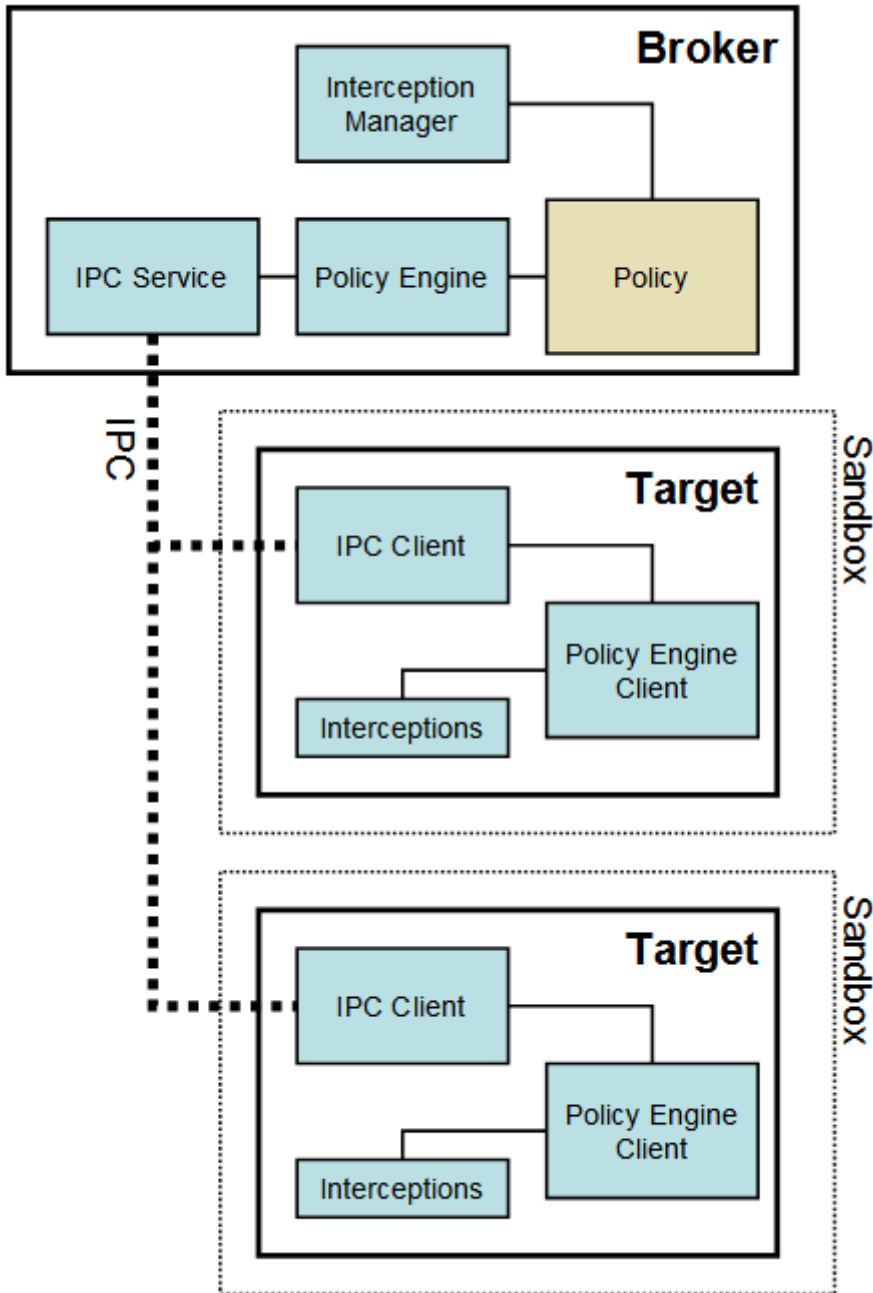 Broker
Interception
Manager
IPC Service
Policy Engine
Policy
IPC
Sandbox
Target
IPC Client
Policy Engine
Client
Interceptions
Sandbox
Target
IPC Client
Policy Engine
Client
Interceptions